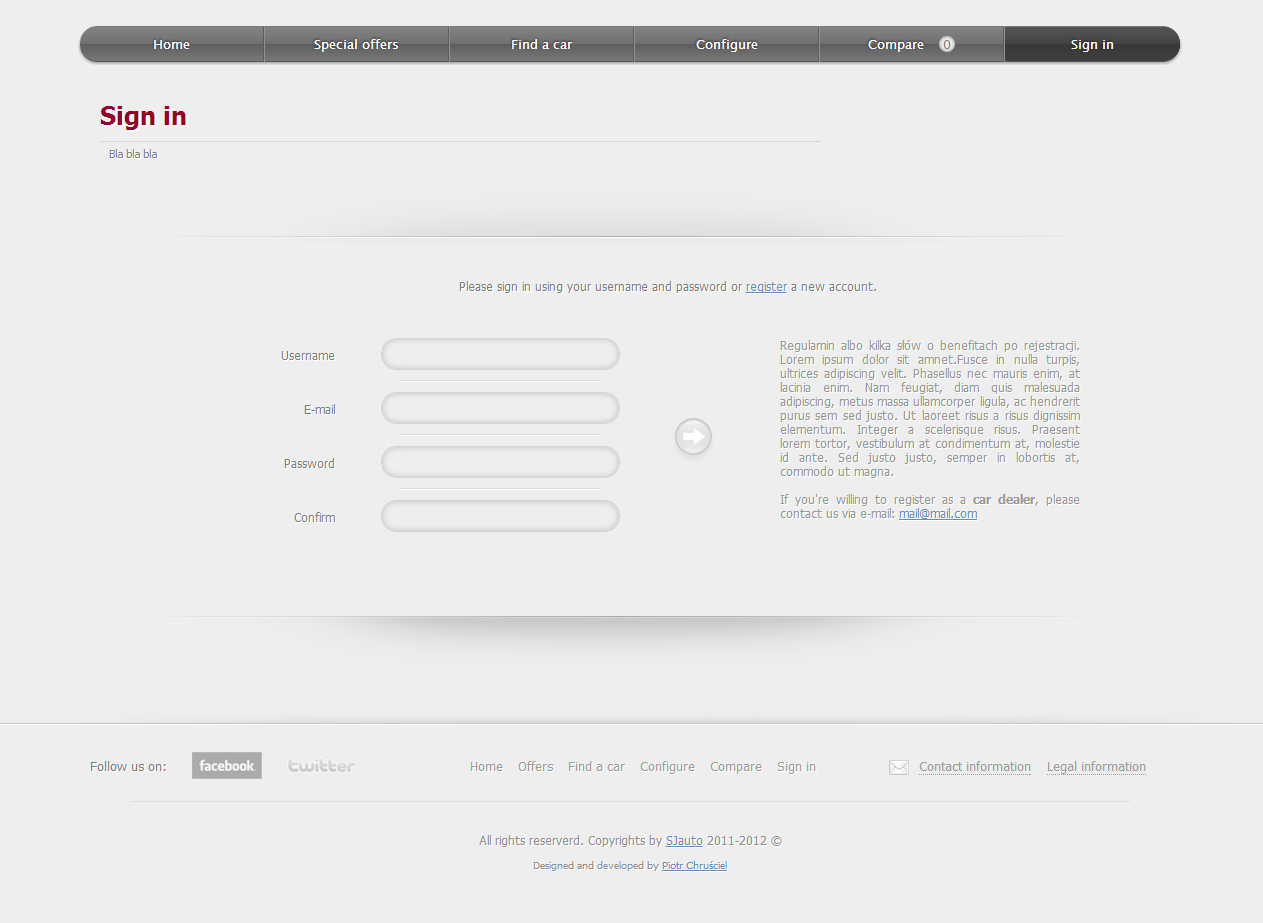 Home Special offers Find a car Configure Compare 0 Sign in
Sign in
Bla bla bla
Please sign in using your username and password or register a new account.
Username
E-mail
Password
Confirm
Regulamin albo kilka słów o benefitach po rejestracji.
Lorem ipsum dolor sit amnet.Fusce in nulla turpis,
ultrices adipiscing velit. Phasellus nec mauris enim, at
lacinia enim. Nam feugiat, diam quis malesuada
adipiscing, metus massa ullamcorper ligula, ac hendrerit
purus sem sed justo. Ut laoreet risus a risus dignissim
elementum. Integer a scelerisque risus. Praesent
lorem tortor, vestibulum at condimentum at, molestie
id ante. Sed justo justo, semper in lobortis at,
commodo ut magna.
If you're willing to register as a car dealer, please
contact us via e-mail: mail@mail.com
Follow us on: facebook twitter Home Offers Find a car Configure Compare Sign in Contact information Legal information
All rights reserverd. Copyrights by SJauto 2011-2012 ©
Designed and developed by Piotr Chruściel